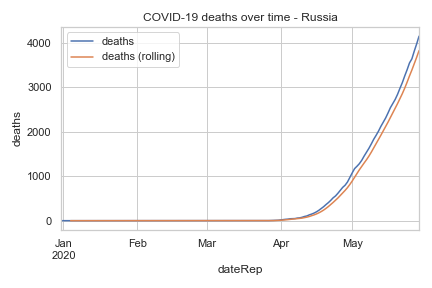 COVID-19 deaths over time - Russia
deaths
deaths (rolling)
4000
3000
2000
1000
0
deaths
Jan
2020
Feb
Mar
Apr
May
dateRep